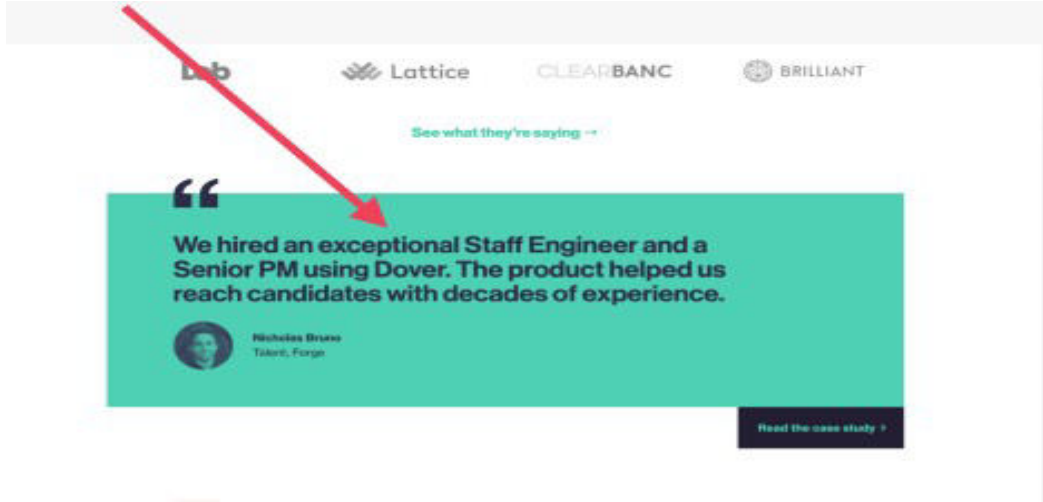 Lattice
CLEARBANC
BRILLIANT
See what they're saying →
“
We hired an exceptional Staff Engineer and a
Senior PM using Dover. The product helped us
reach candidates with decades of experience.
Nicholas Bruno
Talent, Forge
Read the case study >